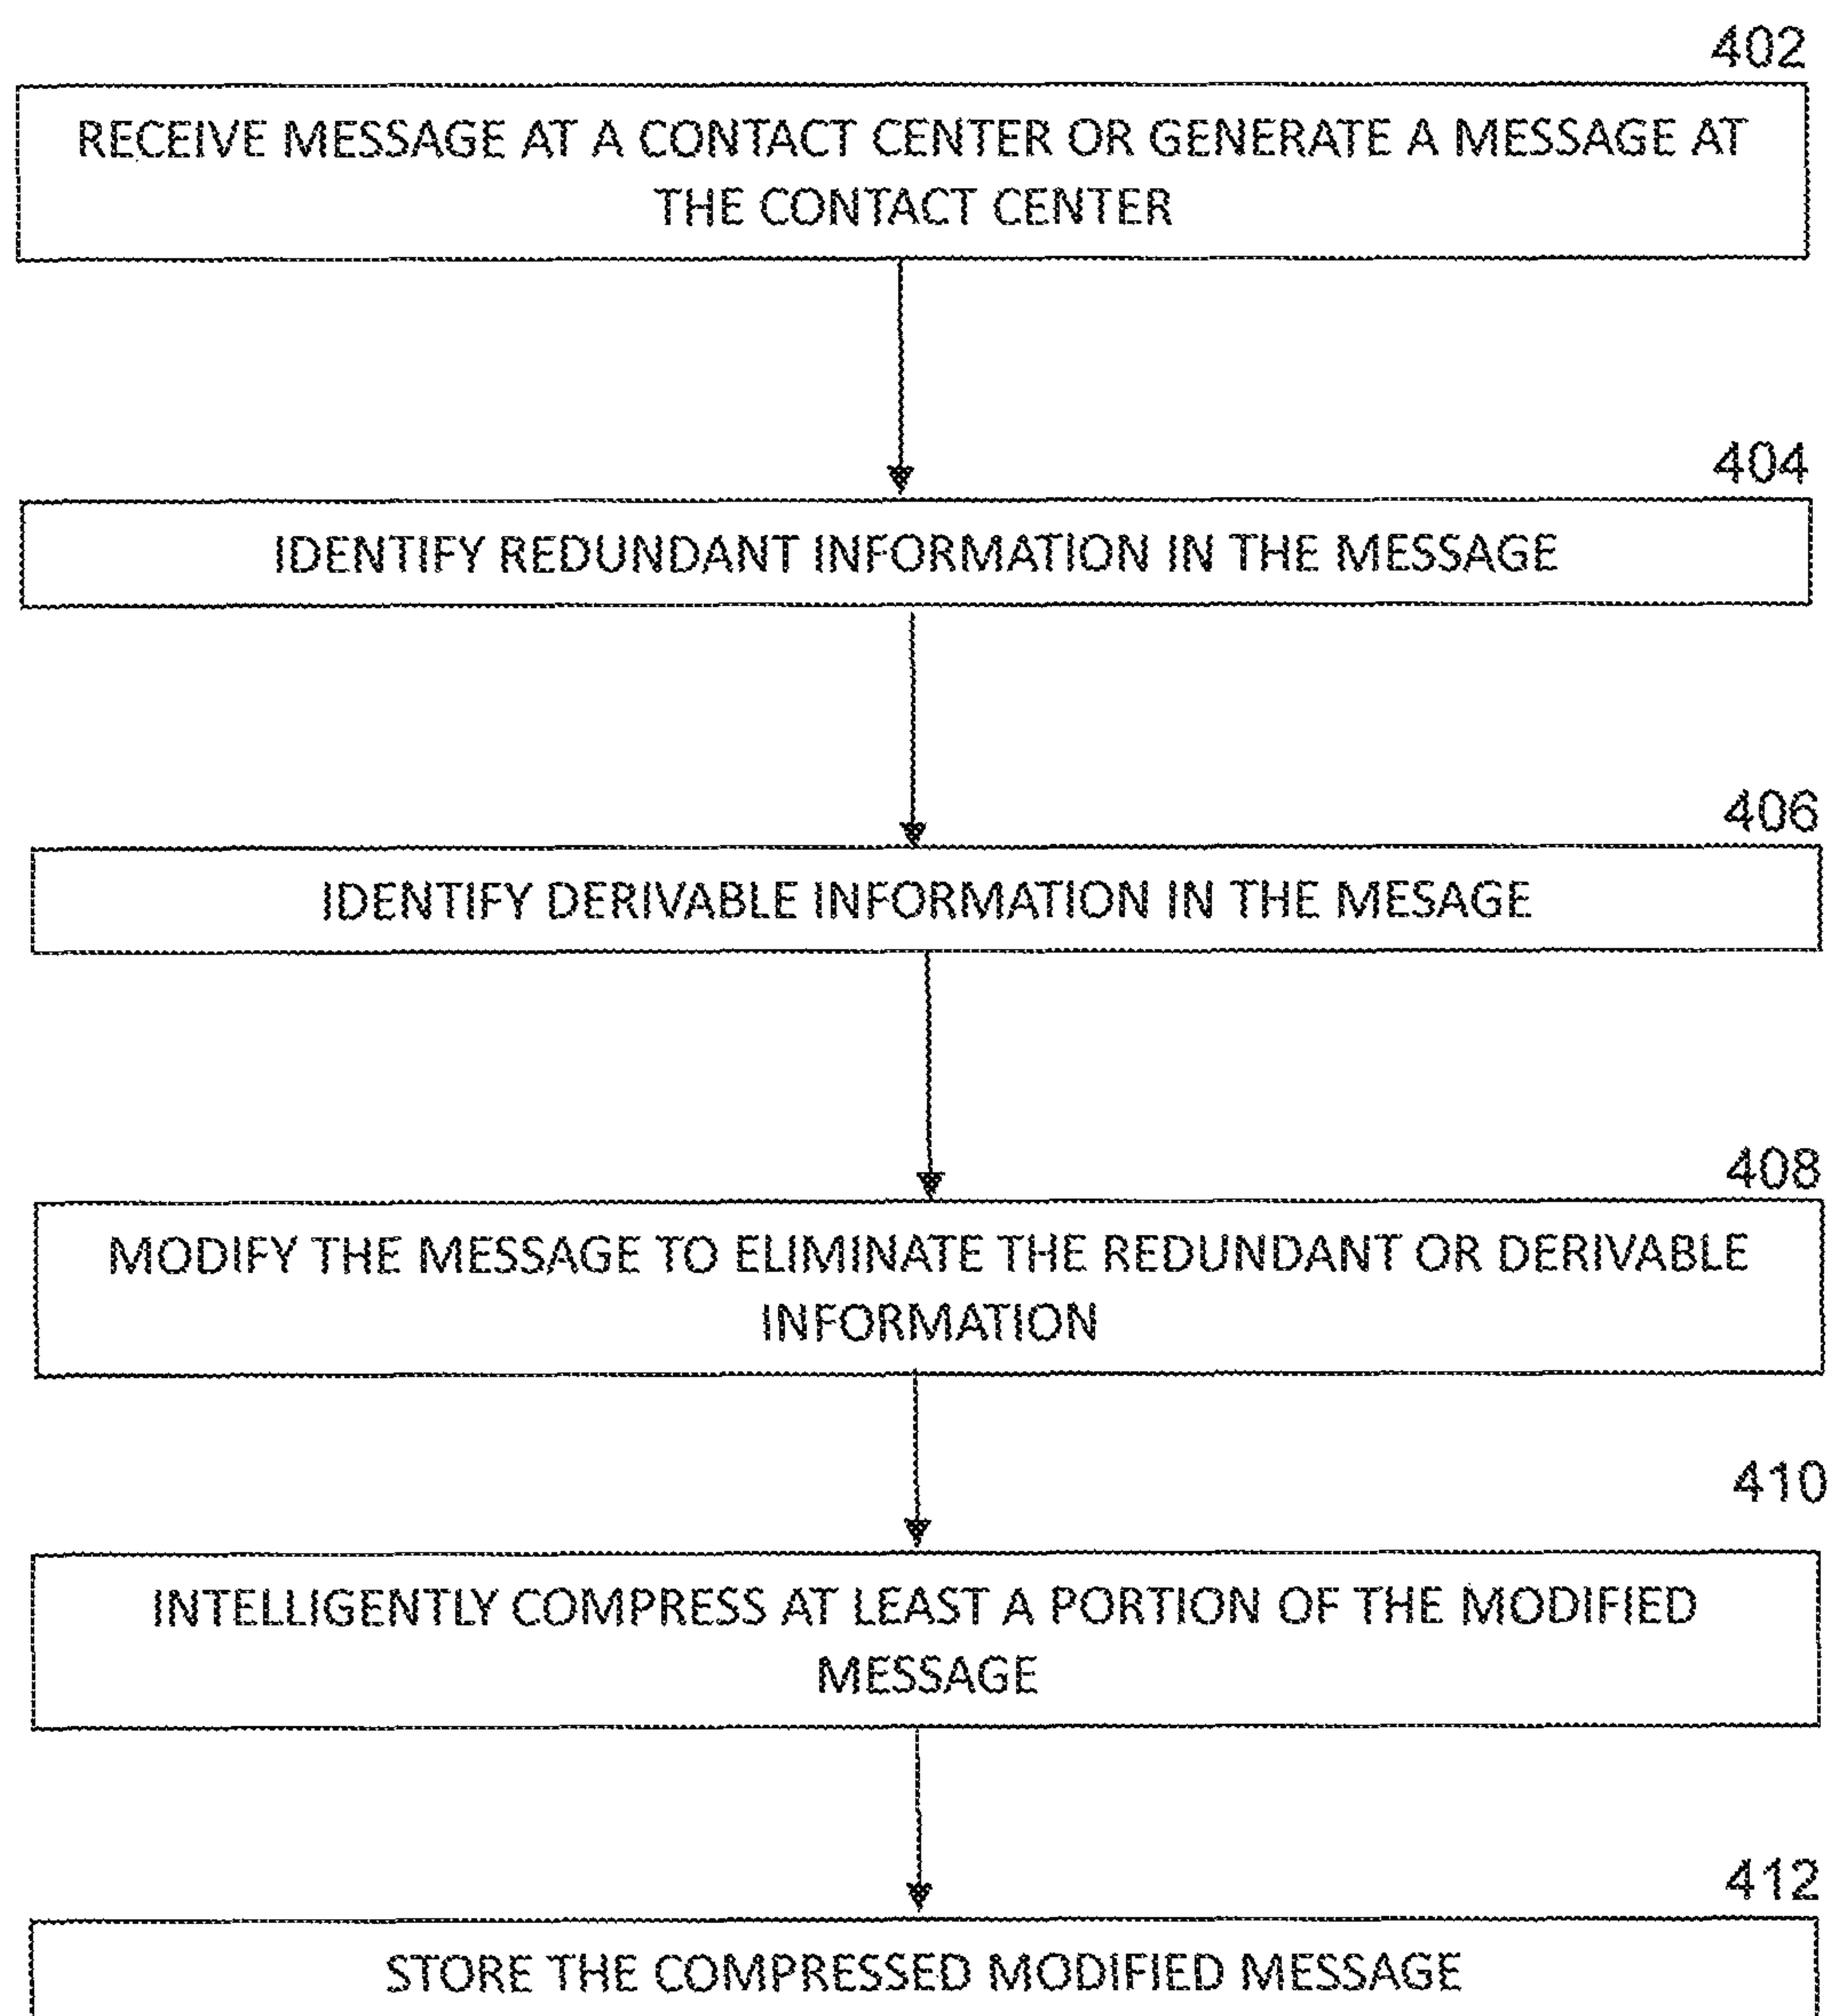 402
RECEIVE MESSAGE AT A CONTACT CENTER OR GENERATE A MESSAGE AT
THE CONTACT CENTER
404
IDENTIFY REDUNDANT INFORMATION IN THE MESSAGE
406
IDENTIFY DERIVABLE INFORMATION IN THE MESAGE
408
MODIFY THE MESSAGE TO ELIMINATE THE REDUNDANT OR DERIVABLE
INFORMATION
410
INTELLIGENTLY COMPRESS AT LEAST A PORTION OF THE MODIFIED
MESSAGE
412
STORE THE COMPRESSED MODIFIED MESSAGE